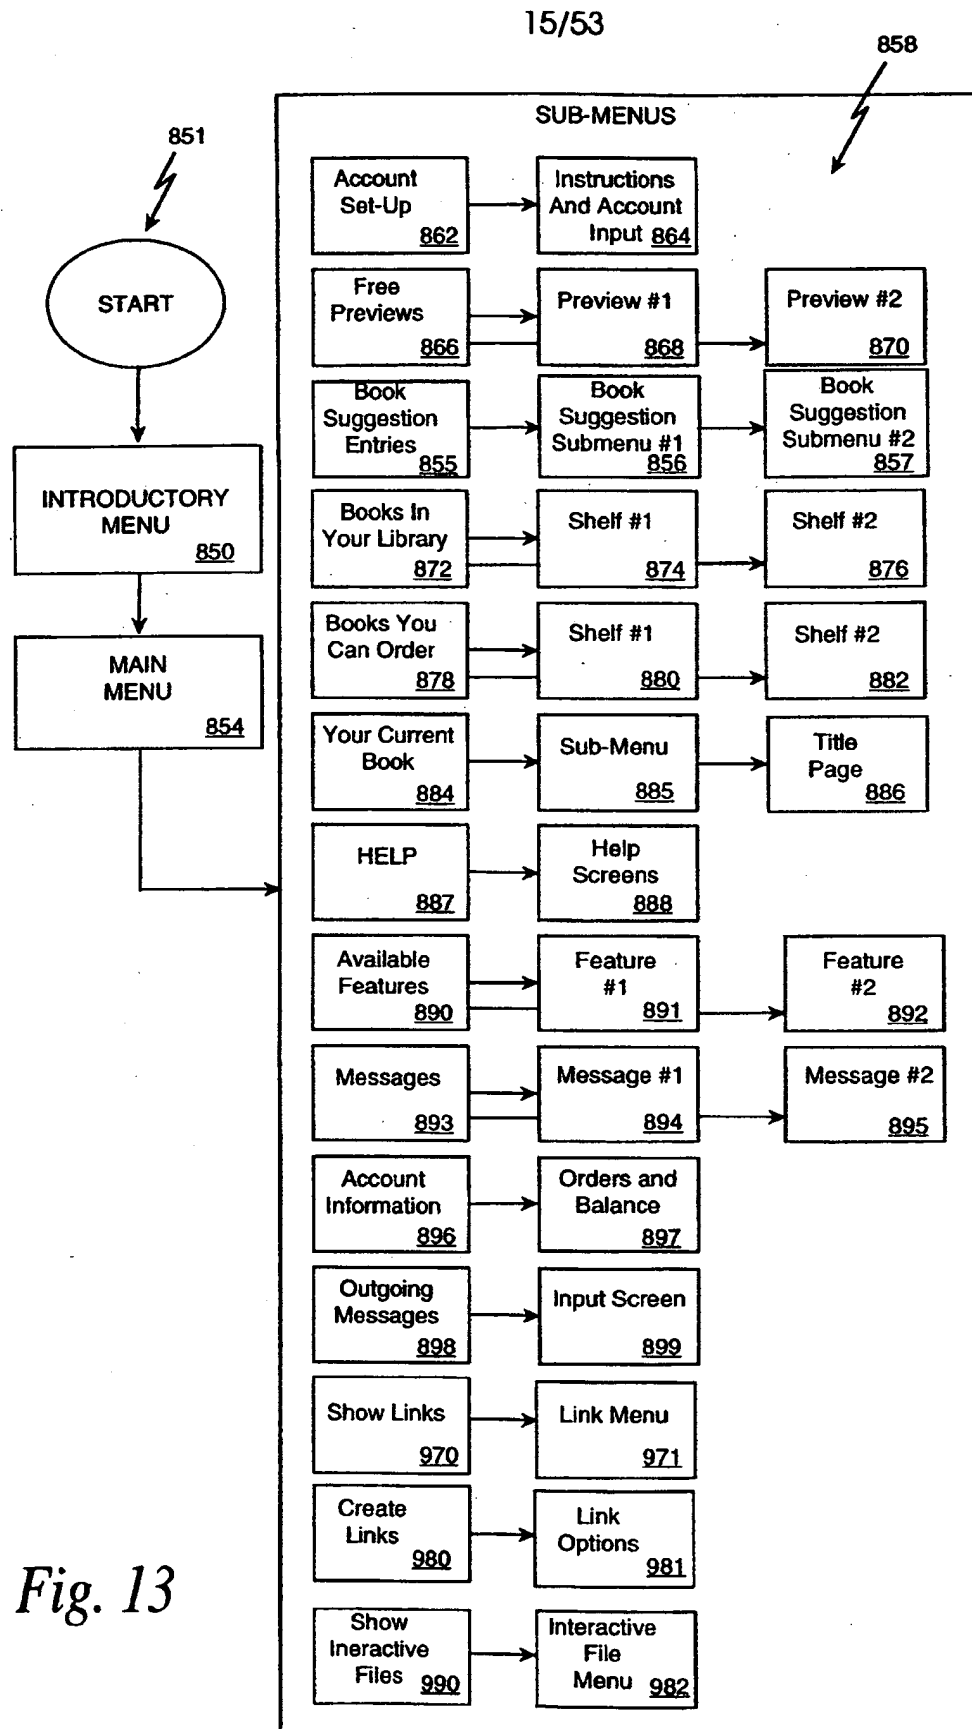 15/53
858
851
SUB-MENUS
START
INTRODUCTORY
MENU
850
MAIN
MENU
854
Account
Set-Up
862
Instructions
And Account
Input 864
Free
Previews
866
Preview #1
868
Preview #2
870
Book
Suggestion
Entries
855
Book
Suggestion
Submenu #1
856
Book
Suggestion
Submenu #2
857
Books In
Your Library
872
Shelf #1
874
Shelf #2
876
Books You
Can Order
878
Shelf #1
880
Shelf #2
882
Your Current
Book
884
Sub-Menu
885
Title
Page
886
HELP
887
Help
Screens
888
Available
Features
890
Feature
#1
891
Feature
#2
892
Messages
893
Message #1
894
Message #2
895
Account
Information
896
Orders and
Balance
897
Outgoing
Messages
898
Input Screen
899
Show Links
970
Link Menu
971
Create
Links
980
Link
Options
981
Show
Ineractive
Files 990
Interactive
File
Menu 982
Fig. 13